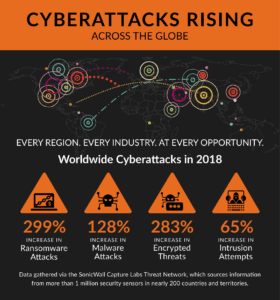 CYBERATTACKS RISING
ACROSS THE GLOBE
EVERY REGION. EVERY INDUSTRY. AT EVERY OPPORTUNITY.
Worldwide Cyberattacks in 2018
299%
INCREASE IN
Ransomware
Attacks
128%
INCREASE IN
Malware
Attacks
283%
INCREASE IN
Encrypted
Threats
65%
INCREASE IN
Intrusion
Attempts
Data gathered via the SonicWall Capture Labs Threat Network, which sources information
from more than 1 million security sensors in nearly 200 countries and territories.